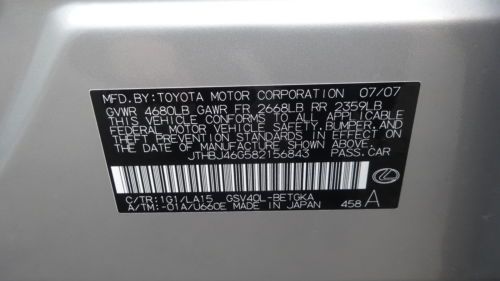 MFD.BY:TOYOTA MOTOR CORPORATION 07/07
GVWR 4680LB GAWR FR 2668LB RR 2359LB
THIS VEHICLE CONFORMS TO ALL APPLICABLE
FEDERAL MOTOR VEHICLE SAFETY, BUMPER, AND
THEFT PREVENTION STANDARDS IN EFFECT ON
THE DATE OF MANUFACTURE SHOWN ABOVE.
JTHBJ46G582156843 PASS.CAR
C/TR:1G1/LA15 GSV40L-BETGKA
A/TM:-01A/U660E MADE IN JAPAN 458 A